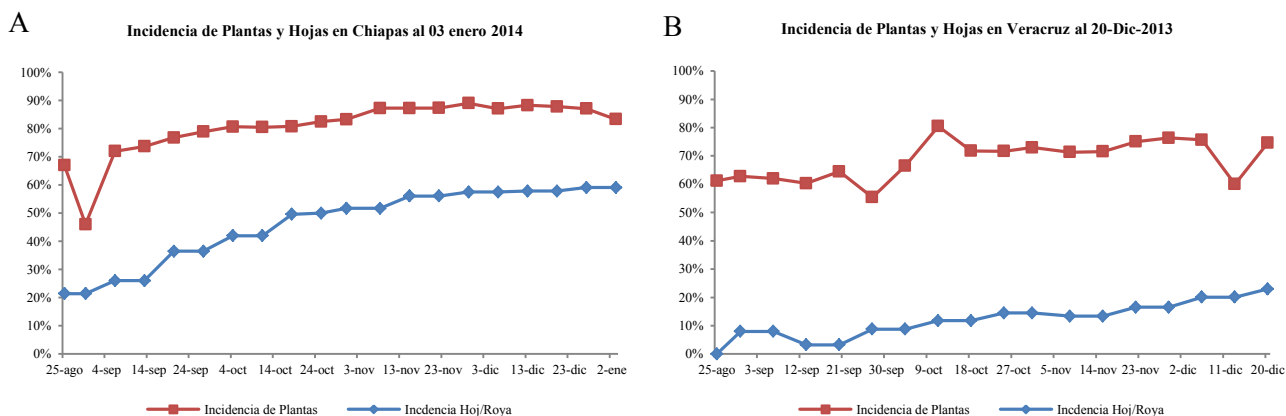 A
Incidencia de Plantas y Hojas en Chiapas al 03 enero 2014
100%
90%
80%
70%
60%
50%
40%
30%
20%
10%
0%
25-ago 4-sep 14-sep 24-sep 4-oct 14-oct 24-oct 3-nov 13-nov 23-nov 3-dic 13-dic 23-dic 2-ene
Incidencia de Plantas Incdencia Hoj/Roya
B
Incidencia de Plantas y Hojas en Veracruz al 20-Dic-2013
100%
90%
80%
70%
60%
50%
40%
30%
20%
10%
0%
25-ago 3-sep 12-sep 21-sep 30-sep 9-oct 18-oct 27-oct 5-nov 14-nov 23-nov 2-dic 11-dic 20-dic
Incidencia de Plantas Incdencia Hoj/Roya